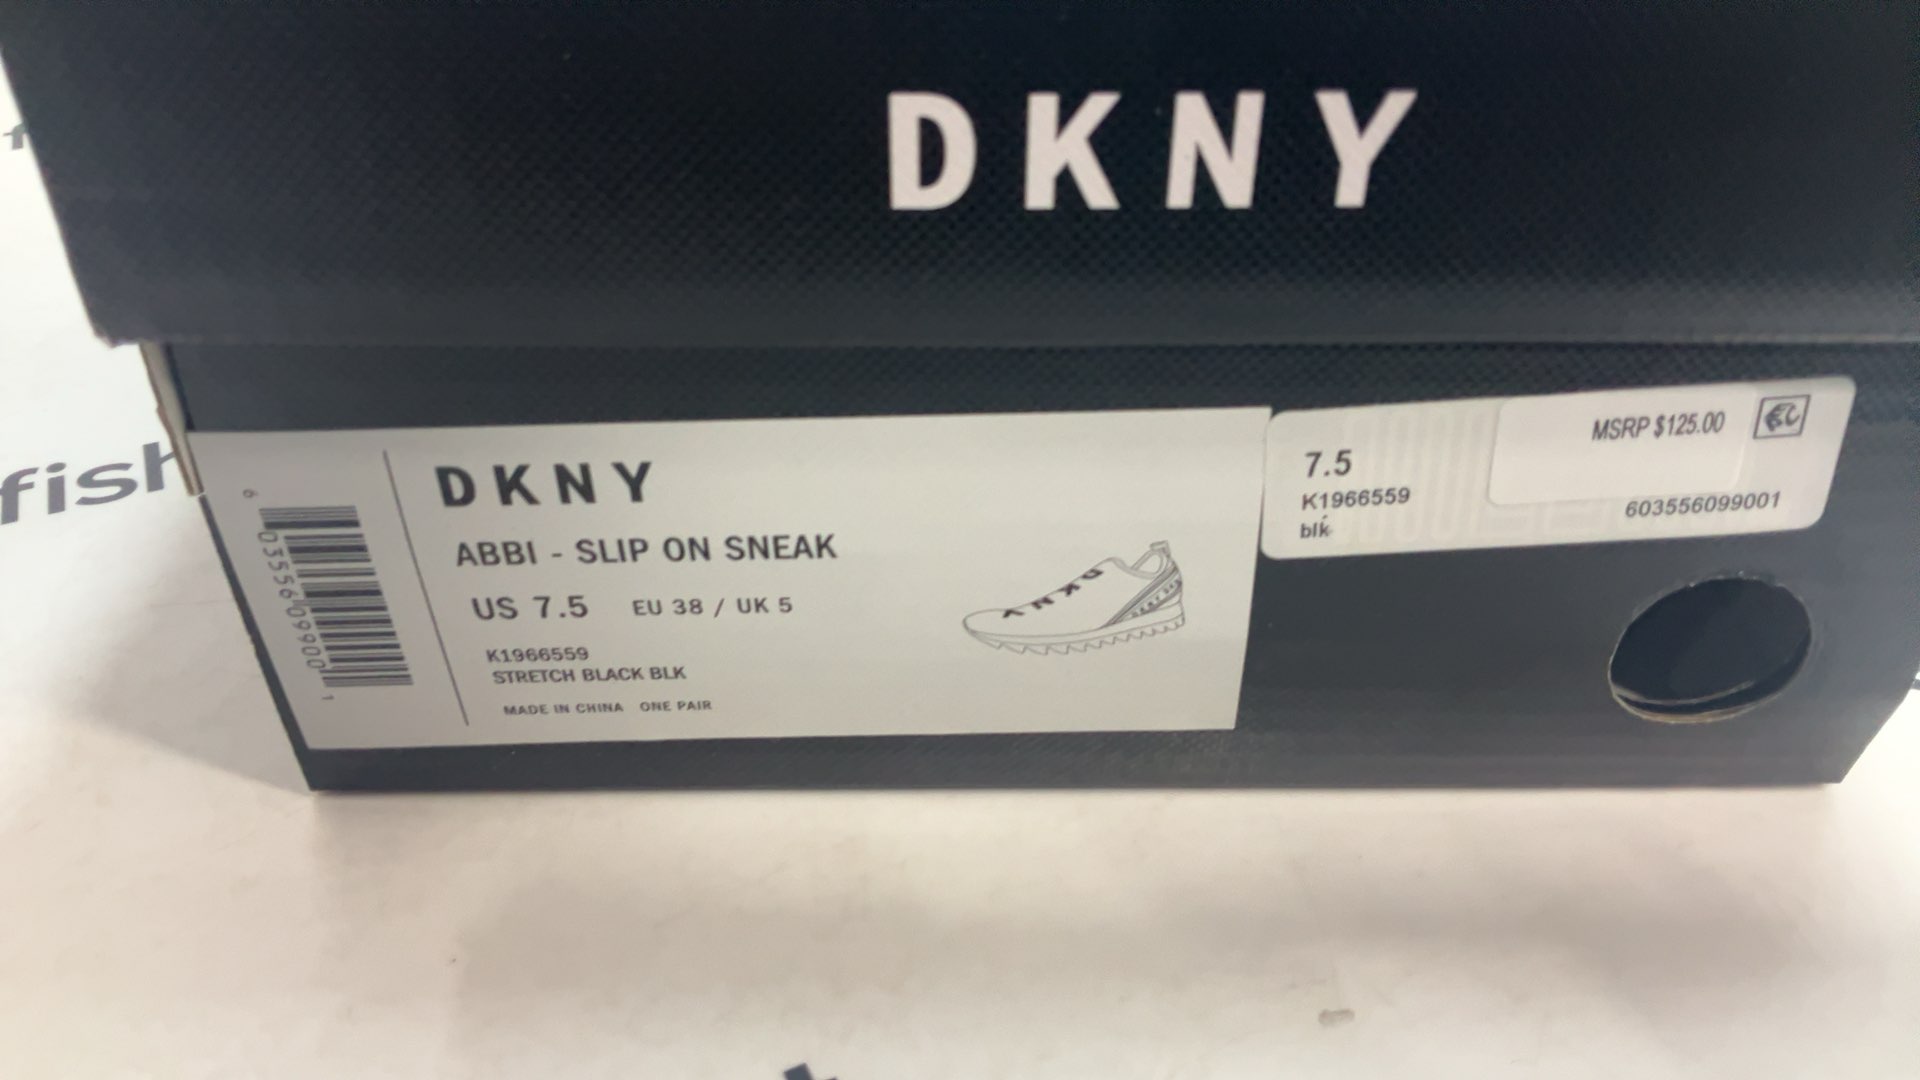 DKNY
fish
DKNY
ABBI - SLIP ON SNEAK
US 7.5 EU 38 / UK 5
K1966559
STRETCH BLACK BLK
MADE IN CHINA ONE PAIR
6 03556 09900 1
DKNY
MSRP $125.00
7.5
K1966559
603556099001
blk